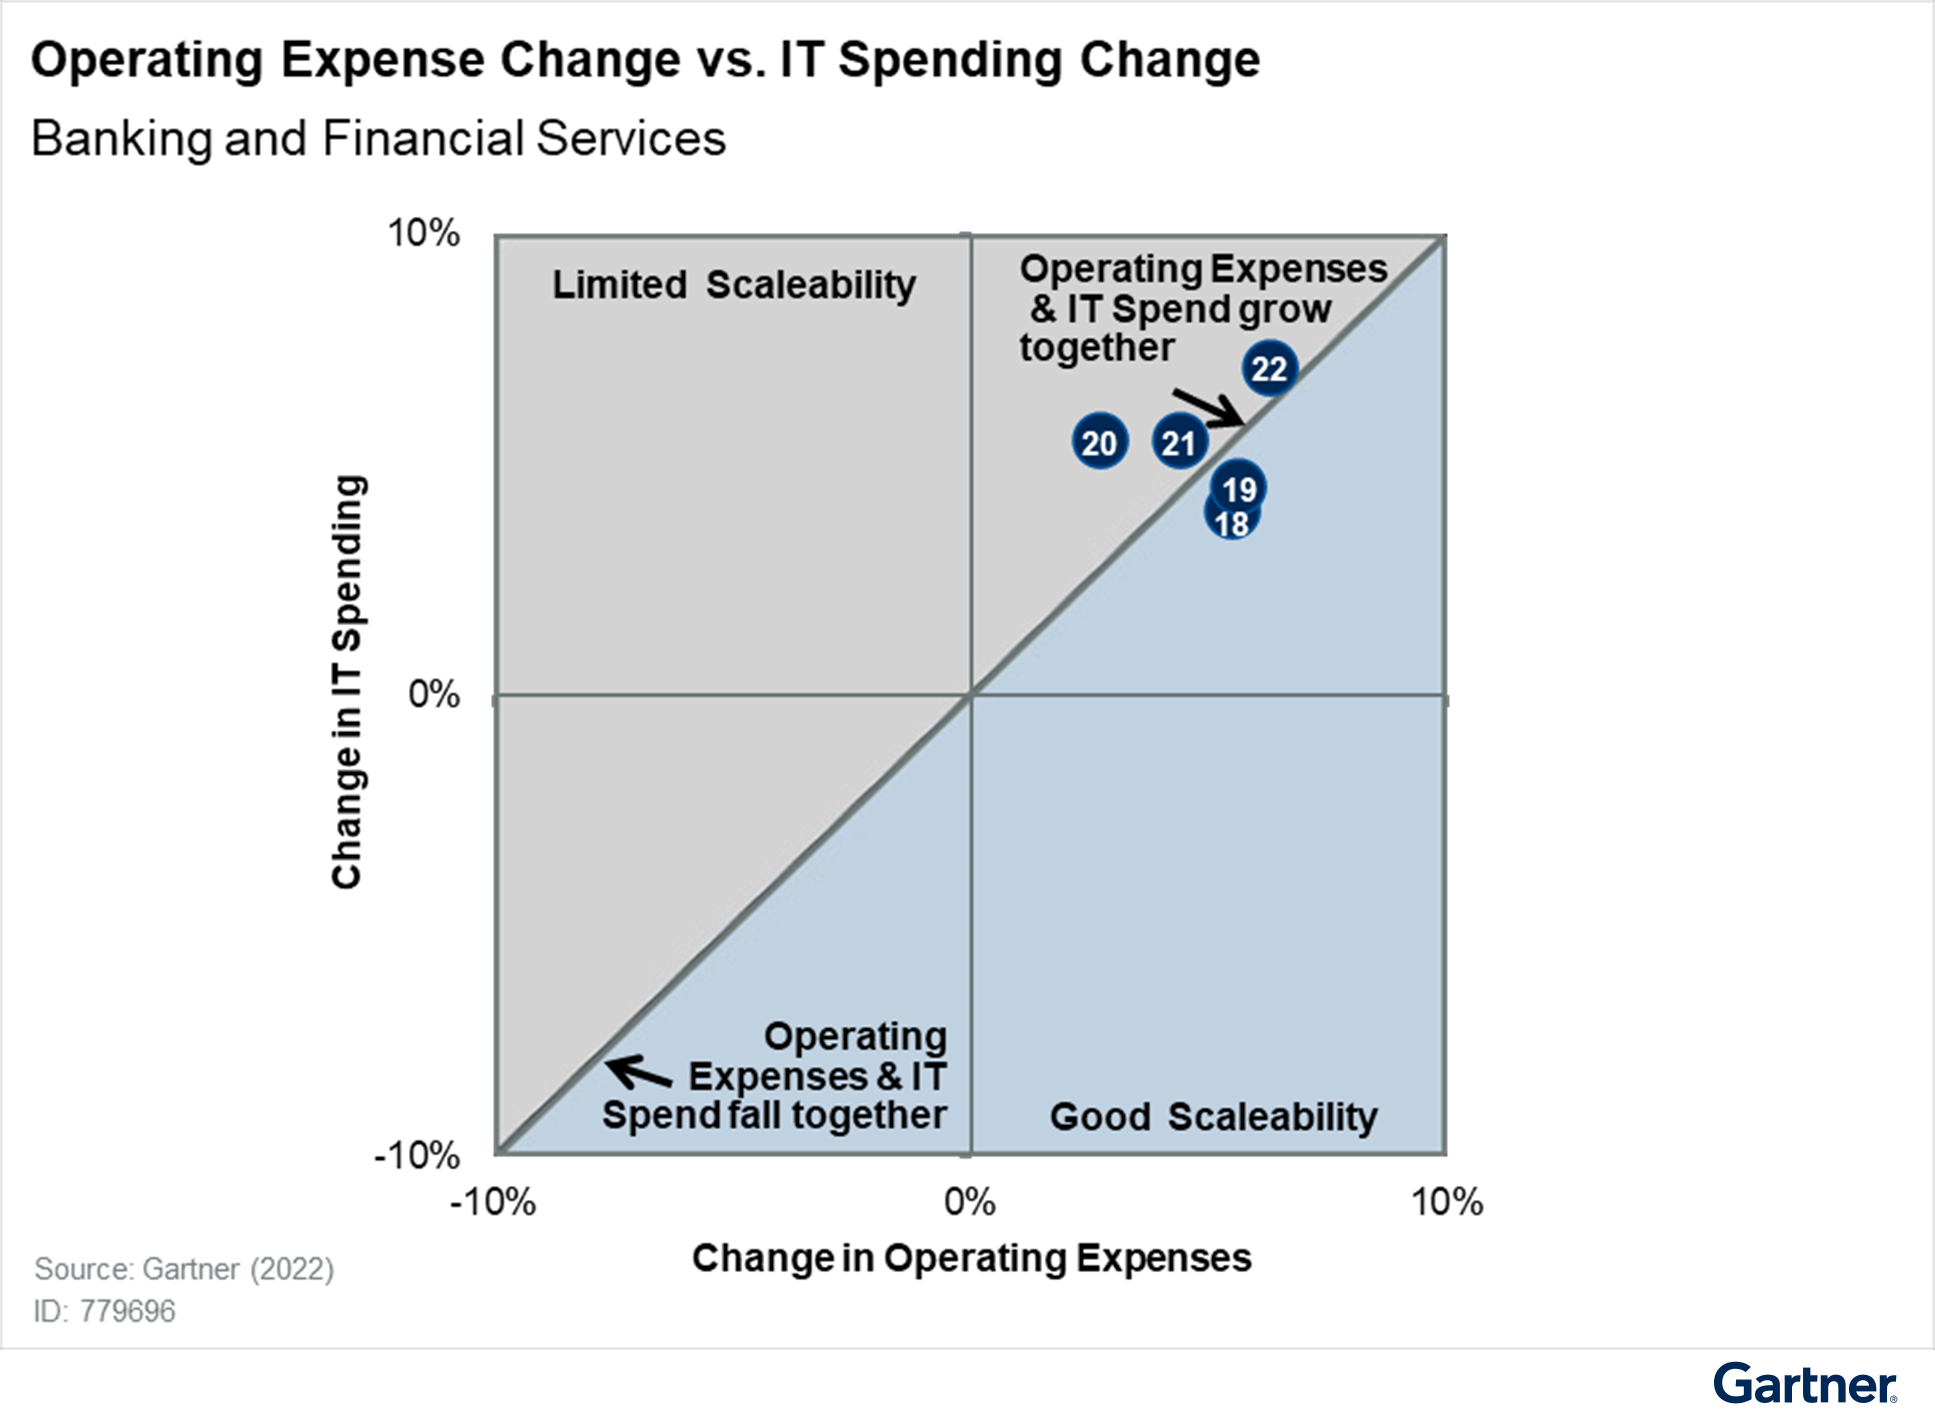 Operating Expense Change vs. IT Spending Change
Banking and Financial Services
10%
Limited Scaleability
Operating Expenses
& IT Spend grow
together
22
20
21
19
18
Change in IT Spending
0%
Operating
Expenses & IT
Spend fall together
Good Scaleability
-10%
-10%
0%
10%
Change in Operating Expenses
Source: Gartner (2022)
ID: 779696
Gartner®